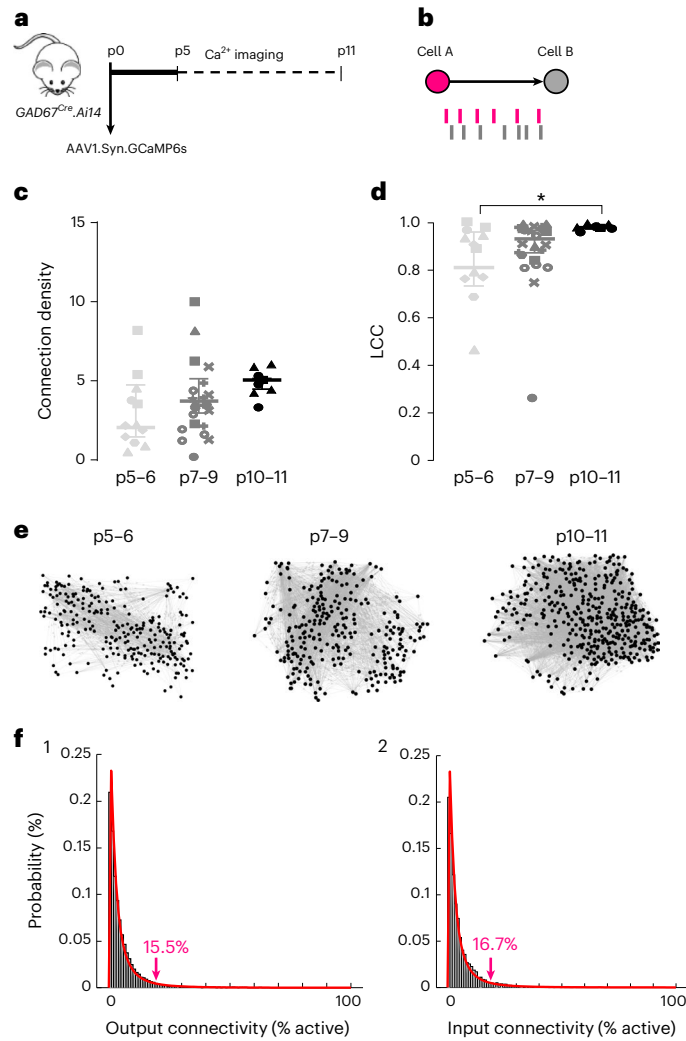 a
p0
p5
Ca²⁺ imaging
p11
GAD67^Cre.Ai14
AAV1.Syn.GCaMP6s
b
Cell A
Cell B
c
Connection density
15
10
5
0
p5–6
p7–9
p10–11
d
LCC
*
1.0
0.8
0.6
0.4
0.2
0
p5–6
p7–9
p10–11
e
p5–6
p7–9
p10–11
f
1
Probability (%)
0.25
0.2
0.15
0.1
0.05
0
15.5%
0
100
Output connectivity (% active)
2
0.25
0.2
0.15
0.1
0.05
0
16.7%
0
100
Input connectivity (% active)